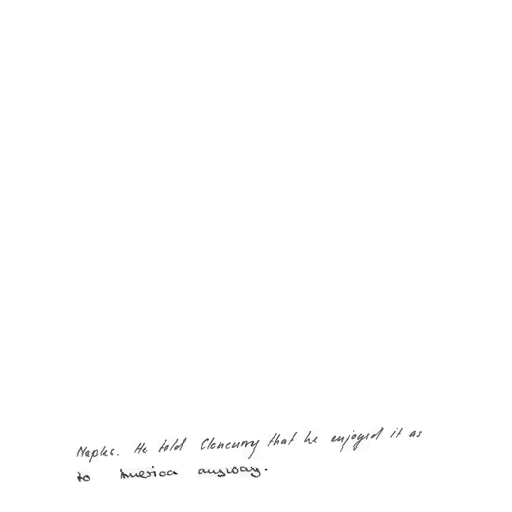 Naples. He told Cloncurry that he enjoyed it as
to America anyway.